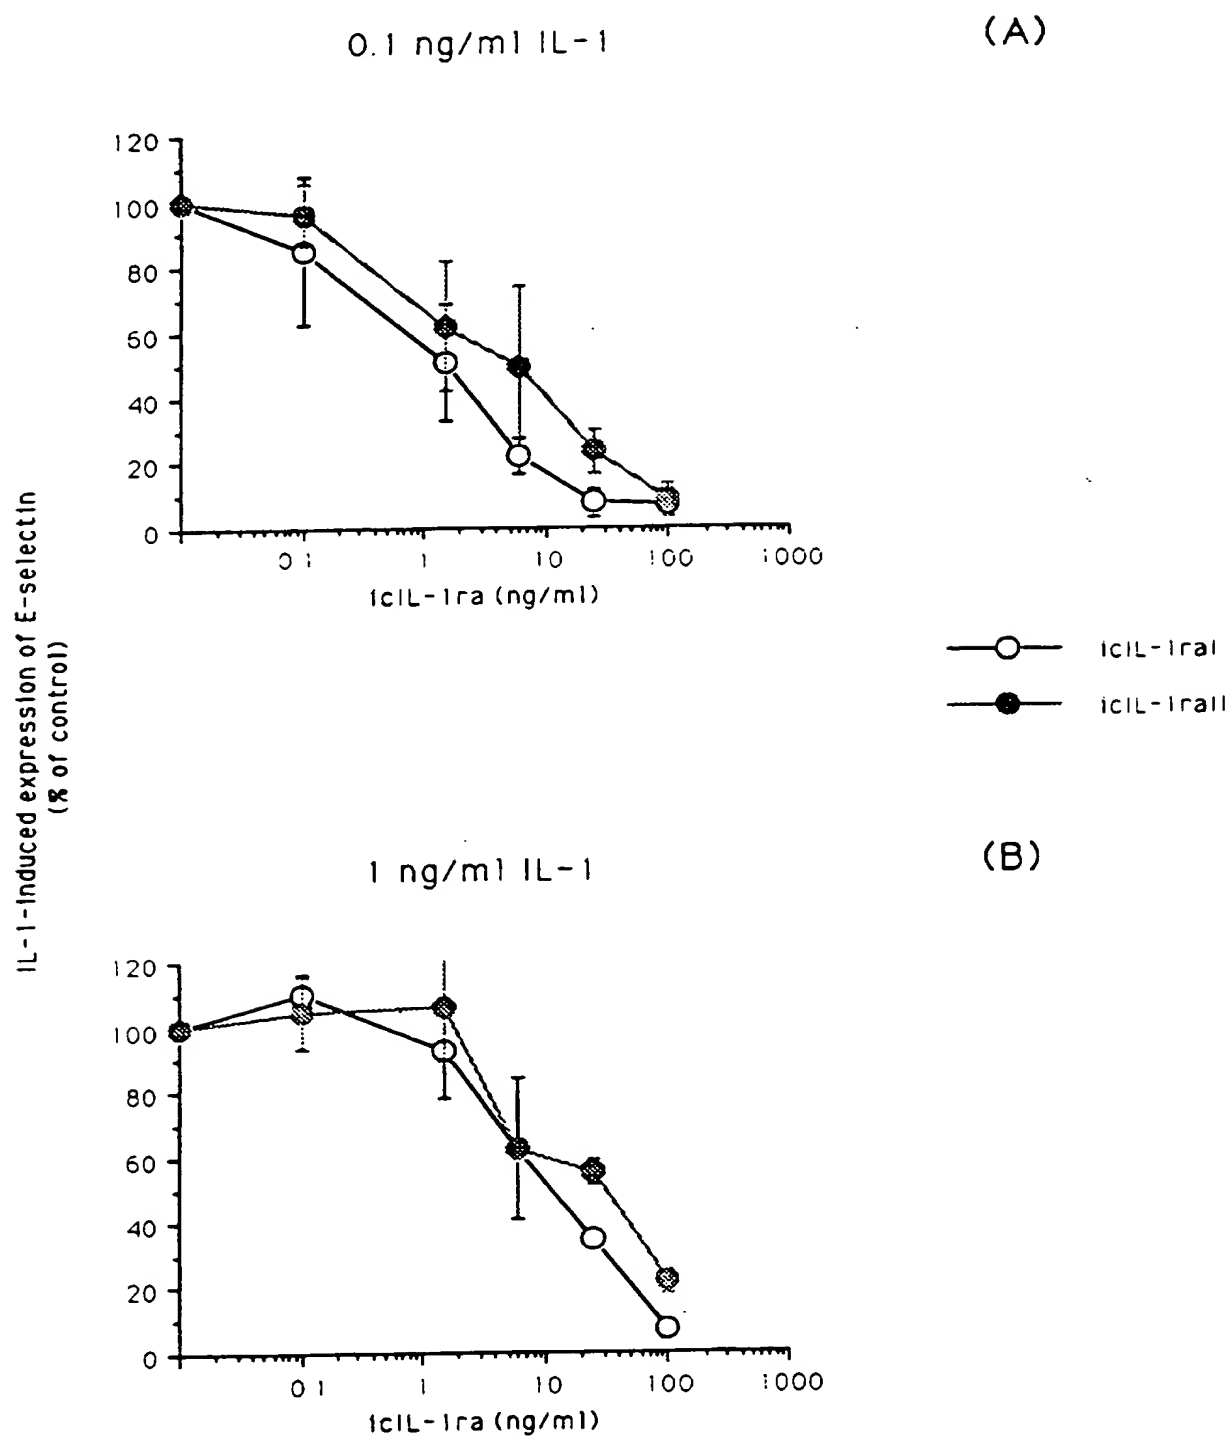 0.1 ng/ml IL-1
(A)
120
100
80
60
40
20
0
0.1
1
10
100
1000
icIL-1ra (ng/ml)
IL-1-induced expression of E-selectin
(% of control)
icIL-1raI
icIL-1raII
1 ng/ml IL-1
(B)
120
100
80
60
40
20
0
0.1
1
10
100
1000
icIL-1ra (ng/ml)